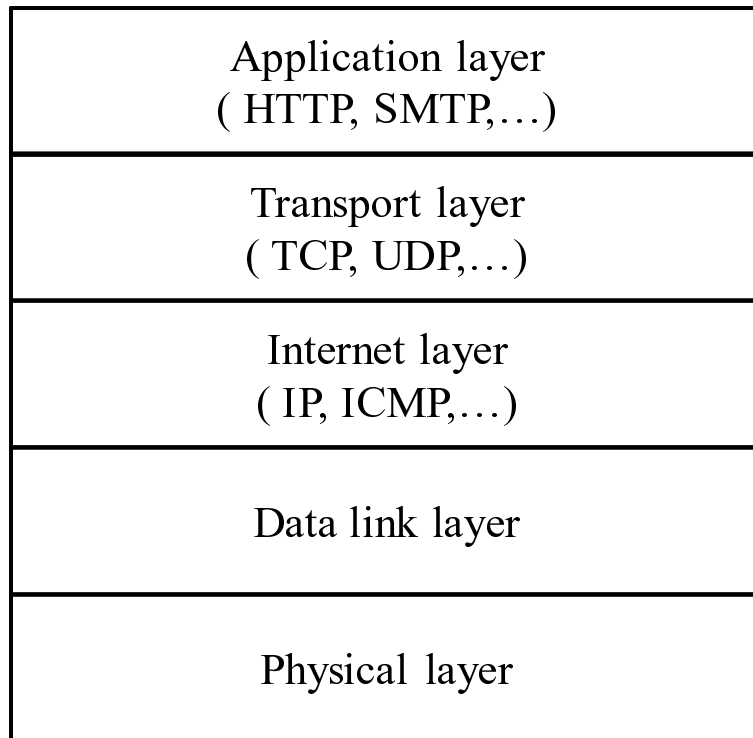 Application layer
( HTTP, SMTP,…)
Transport layer
( TCP, UDP,…)
Internet layer
( IP, ICMP,…)
Data link layer
Physical layer